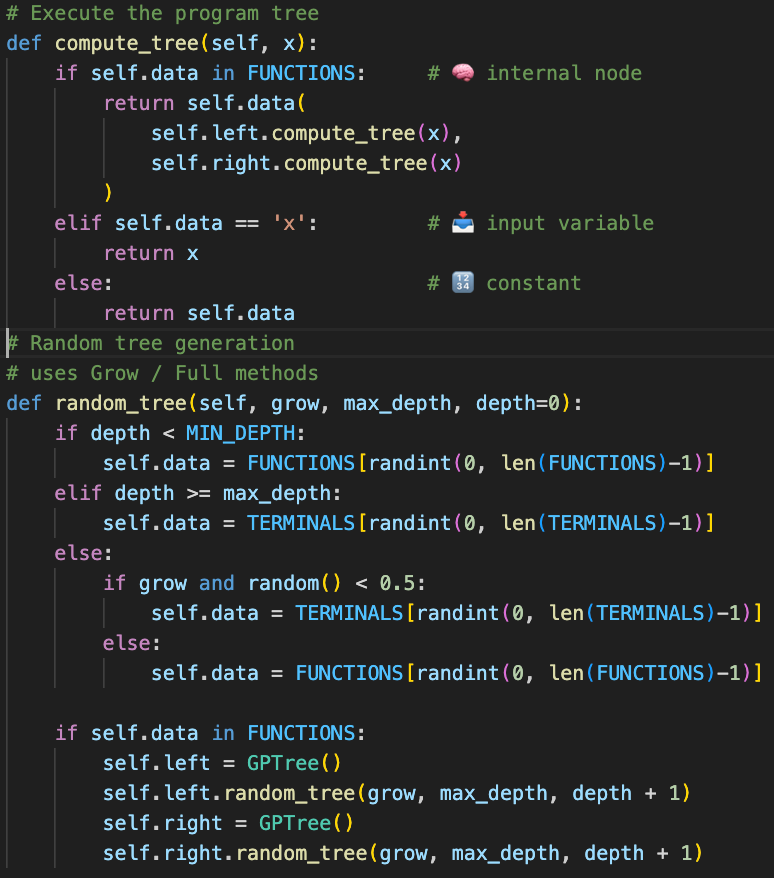 # Execute the program tree
def compute_tree(self, x):
    if self.data in FUNCTIONS:     # 🧠 internal node
        return self.data(
            self.left.compute_tree(x),
            self.right.compute_tree(x)
        )
    elif self.data == 'x':         # 📥 input variable
        return x
    else:                          # 🔢 constant
        return self.data
# Random tree generation
# uses Grow / Full methods
def random_tree(self, grow, max_depth, depth=0):
    if depth < MIN_DEPTH:
        self.data = FUNCTIONS[randint(0, len(FUNCTIONS)-1)]
    elif depth >= max_depth:
        self.data = TERMINALS[randint(0, len(TERMINALS)-1)]
    else:
        if grow and random() < 0.5:
            self.data = TERMINALS[randint(0, len(TERMINALS)-1)]
        else:
            self.data = FUNCTIONS[randint(0, len(FUNCTIONS)-1)]

    if self.data in FUNCTIONS:
        self.left = GPTree()
        self.left.random_tree(grow, max_depth, depth + 1)
        self.right = GPTree()
        self.right.random_tree(grow, max_depth, depth + 1)